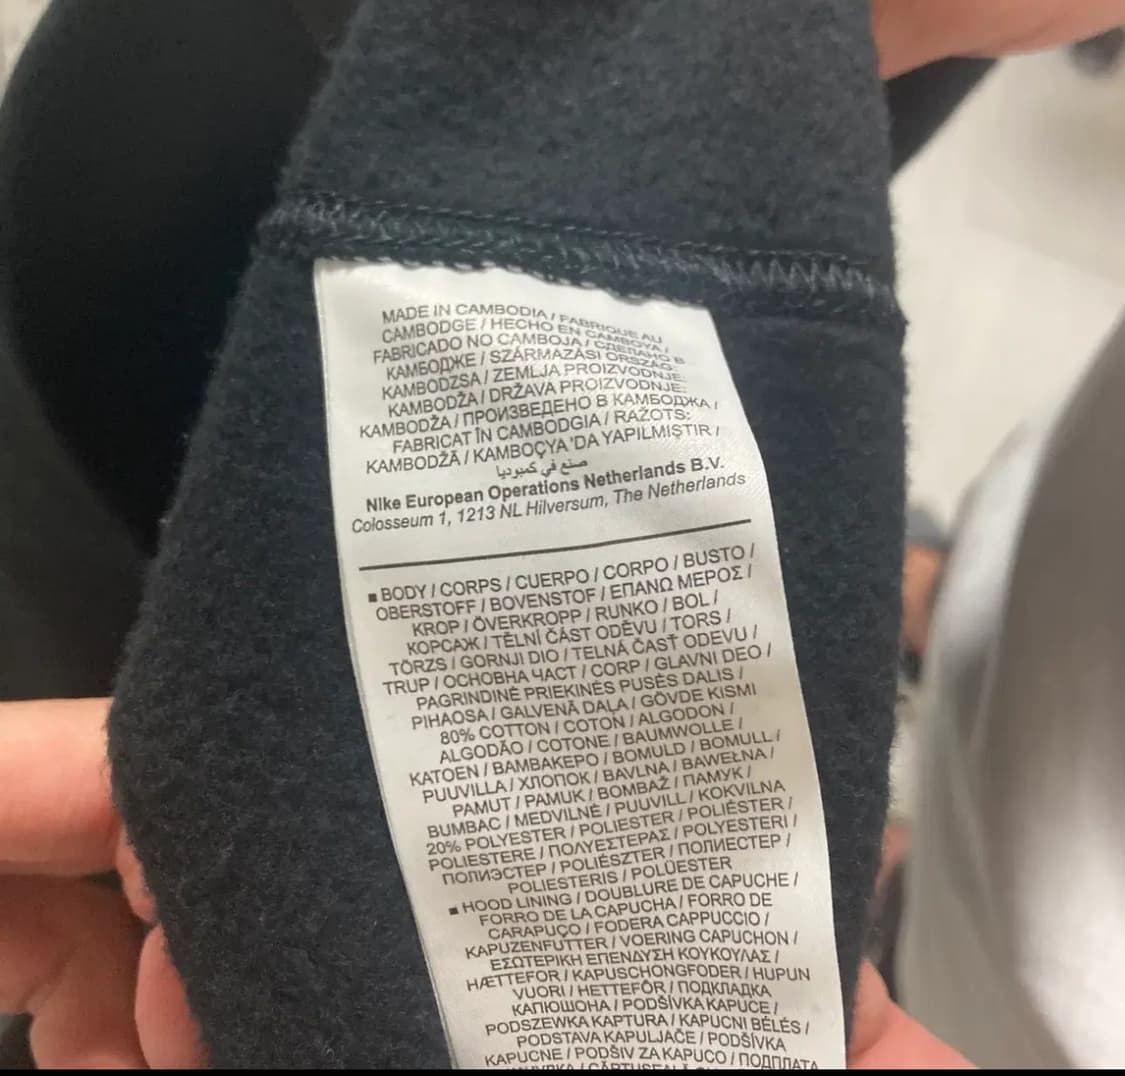 MADE IN CAMBODIA / FABRIQUE AU
CAMBODGE / HECHO EN CAMBOYA /
FABRICADO NO CAMBOJA / СДЕЛАНО В
КАМБОДЖЕ / SZÁRMAZÁSI ORSZÁG:
KAMBODZSA / ZEMLJA PROIZVODNJE:
KAMBODŽA / DRŽAVA PROIZVODNJE:
KAMBODŽA / ПРОИЗВЕДЕНО В КАМБОДЖА /
FABRICAT ÎN CAMBODGIA / RAŽOTS:
KAMBODŽĀ / KAMBOÇYA 'DA YAPILMIŞTIR /
صنع في كمبوديا
Nike European Operations Netherlands B.V.
Colosseum 1, 1213 NL Hilversum, The Netherlands
■ BODY / CORPS / CUERPO / CORPO / BUSTO /
OBERSTOFF / BOVENSTOF / ΕΠΑΝΩ ΜΕΡΟΣ /
KROP / ÖVERKROPP / RUNKO / BOL /
КОРСАЖ / TĚLNÍ ČÁST ODĚVU / TORS /
TÖRZS / GORNJI DIO / TELNÁ ČASŤ ODEVU /
TRUP / ОСНОВНА ЧАСТ / CORP / GLAVNI DEO /
PAGRINDINĖ PRIEKINĖS PUSĖS DALIS /
PIHAOSA / GALVENĀ DAĻA / GÖVDE KISMI
80% COTTON / COTON / ALGODON /
ALGODÃO / COTONE / BAUMWOLLE /
KATOEN / ΒΑΜΒΑΚΕΡΟ / BOMULD / BOMULL /
PUUVILLA / ХЛОПОК / BAVLNA / BAWEŁNA /
PAMUT / PAMUK / BOMBAŽ / ПАМУК /
BUMBAC / MEDVILNĖ / PUUVILL / KOKVILNA
20% POLYESTER / POLIESTER / POLIÉSTER /
POLIESTERE / ΠΟΛΥΕΣΤΕΡΑΣ / POLYESTERI /
ПОЛИЭСТЕР / POLIÉSZTER / ПОЛИЕСТЕР /
POLIESTERIS / POLÜESTER
■ HOOD LINING / DOUBLURE DE CAPUCHE /
FORRO DE LA CAPUCHA / FORRO DE
CARAPUÇO / FODERA CAPPUCCIO /
KAPUZENFUTTER / VOERING CAPUCHON /
ΕΣΩΤΕΡΙΚΗ ΕΠΕΝΔΥΣΗ ΚΟΥΚΟΥΛΑΣ /
HÆTTEFOR / KAPUSCHONGFODER / HUPUN
VUORI / HETTEFÔR / ПОДКЛАДКА
КАПЮШОНА / PODŠÍVKA KAPUCE /
PODSZEWKA KAPTURA / KAPUCNI BÉLÉS /
PODSTAVA KAPULJAČE / PODŠÍVKA
KAPUCNE / PODŠIV ZA KAPUCO / ПОДПЛАТА